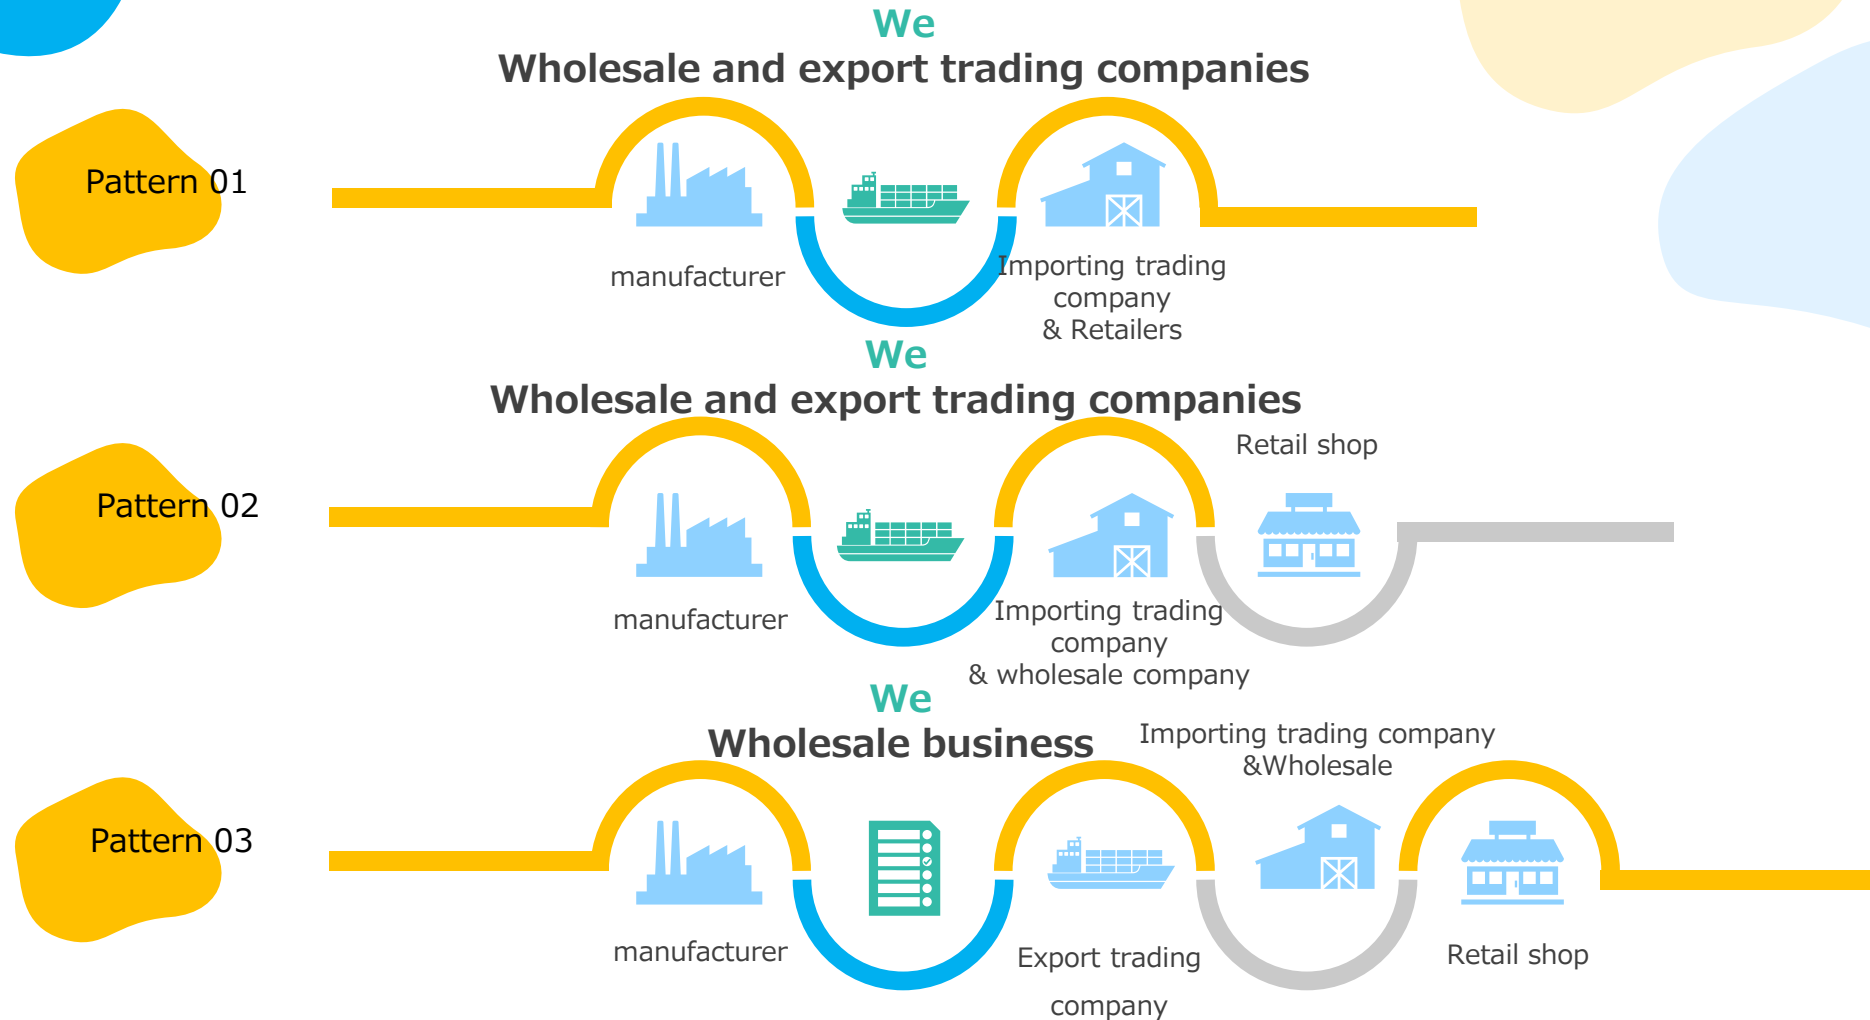 We
Wholesale and export trading companies
Pattern 01
manufacturer
Importing trading
company
& Retailers
We
Wholesale and export trading companies
Retail shop
Pattern 02
manufacturer
Importing trading
company
& wholesale company
We
Wholesale business
Importing trading company
&Wholesale
Pattern 03
manufacturer
Export trading
company
Retail shop